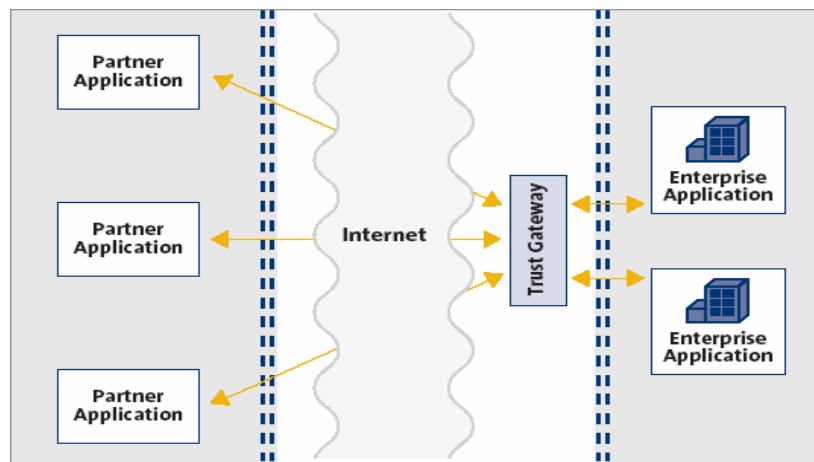 Partner
Application
Partner
Application
Partner
Application
Internet
Trust Gateway
Enterprise
Application
Enterprise
Application